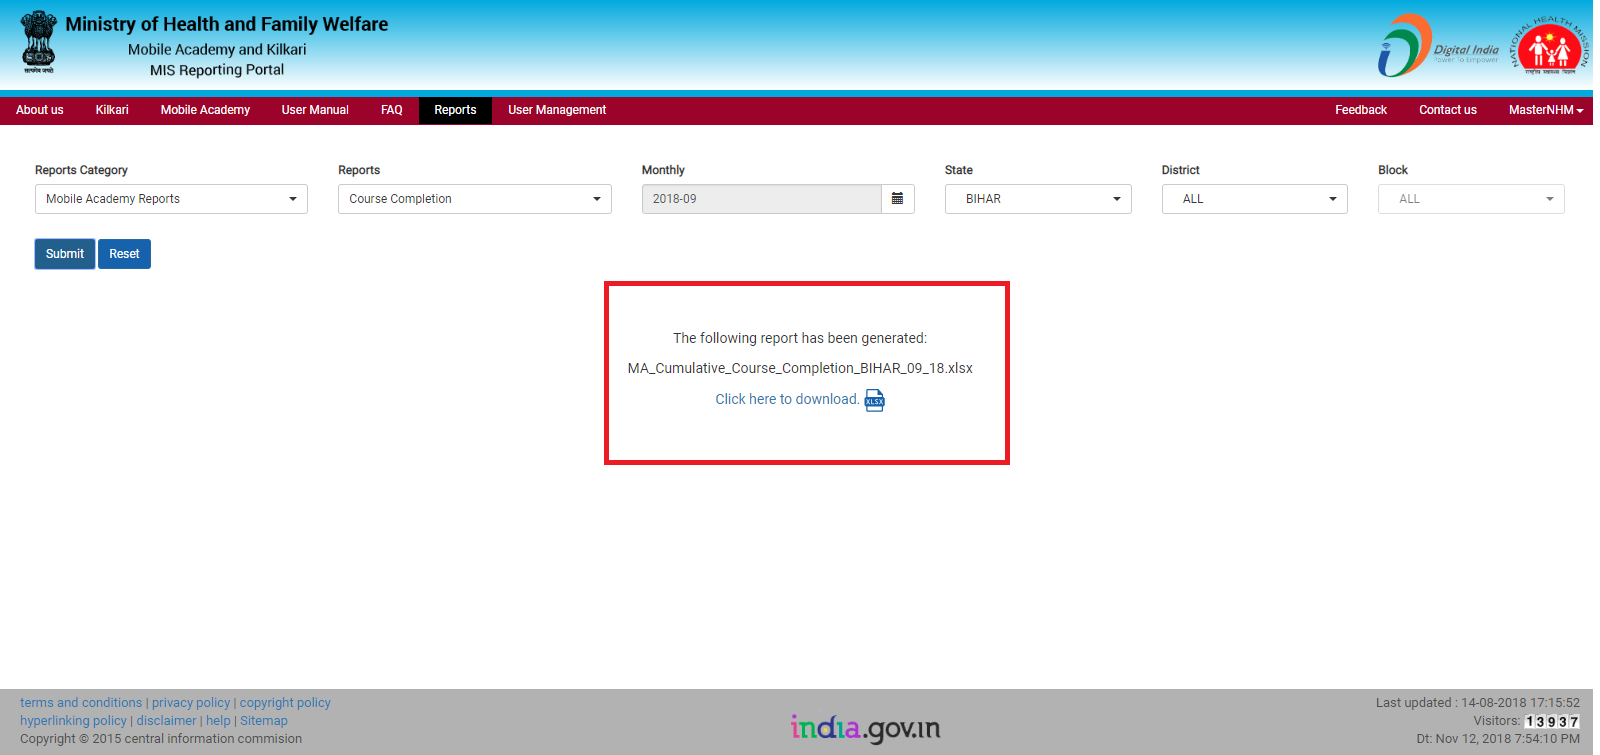 Ministry of Health and Family Welfare
Mobile Academy and Kilkari
MIS Reporting Portal
सत्यमेव जयते
Digital India
Power To Empower
NATIONAL HEALTH MISSION
राष्ट्रीय स्वास्थ्य मिशन
About us Kilkari Mobile Academy User Manual FAQ Reports User Management Feedback Contact us MasterNHM
Reports Category Reports Monthly State District Block
Mobile Academy Reports Course Completion 2018-09 BIHAR ALL ALL
Submit Reset
The following report has been generated:
MA_Cumulative_Course_Completion_BIHAR_09_18.xlsx
Click here to download. XLSX
terms and conditions | privacy policy | copyright policy
hyperlinking policy | disclaimer | help | Sitemap
Copyright © 2015 central information commision
india.gov.in
Last updated : 14-08-2018 17:15:52
Visitors: 13937
Dt: Nov 12, 2018 7:54:10 PM